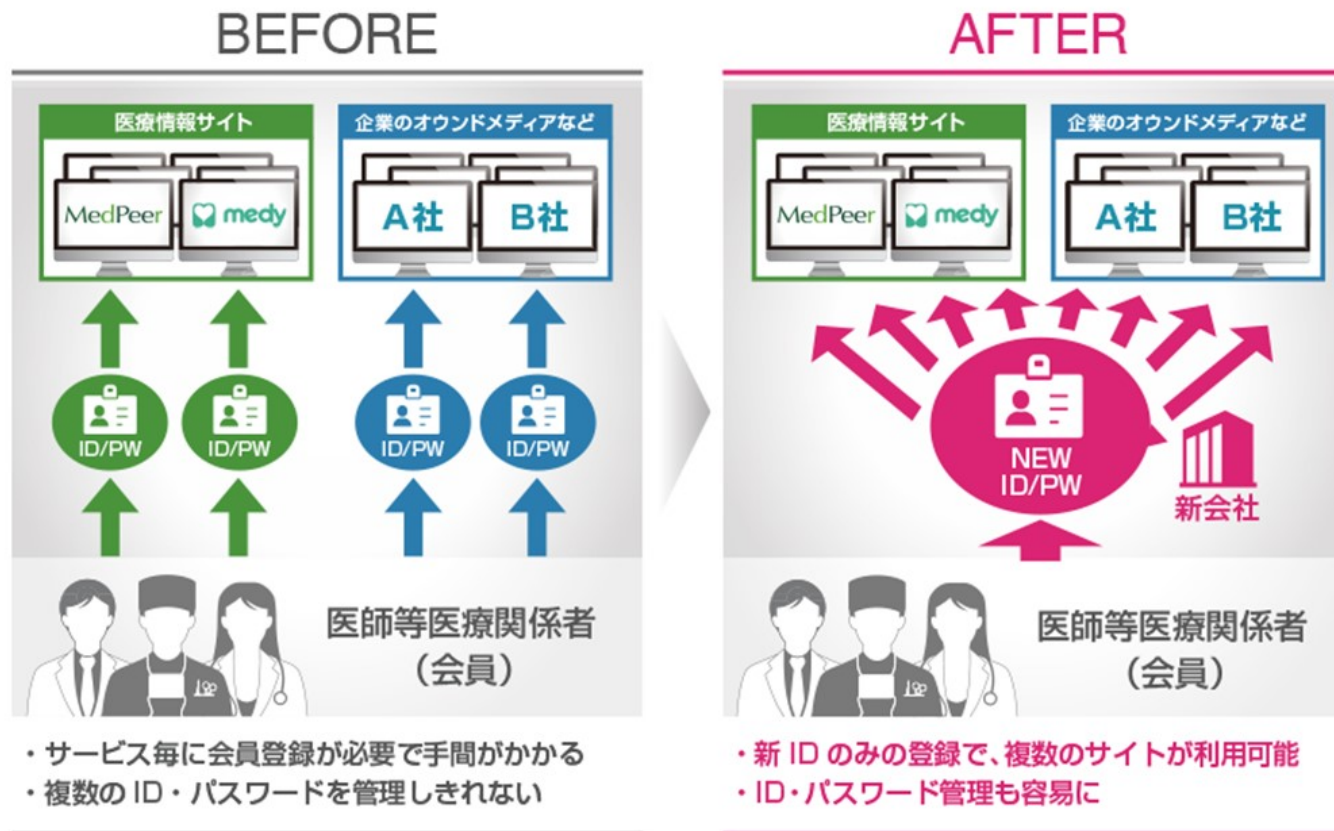 BEFORE
医療情報サイト
企業のオウンドメディアなど
MedPeer
medy
A社
B社
ID/PW
ID/PW
ID/PW
ID/PW
医師等医療関係者
(会員)
・サービス毎に会員登録が必要で手間がかかる
・複数の ID・パスワードを管理しきれない
AFTER
医療情報サイト
企業のオウンドメディアなど
MedPeer
medy
A社
B社
NEW
ID/PW
新会社
医師等医療関係者
(会員)
・新 ID のみの登録で、複数のサイトが利用可能
・ID・パスワード管理も容易に